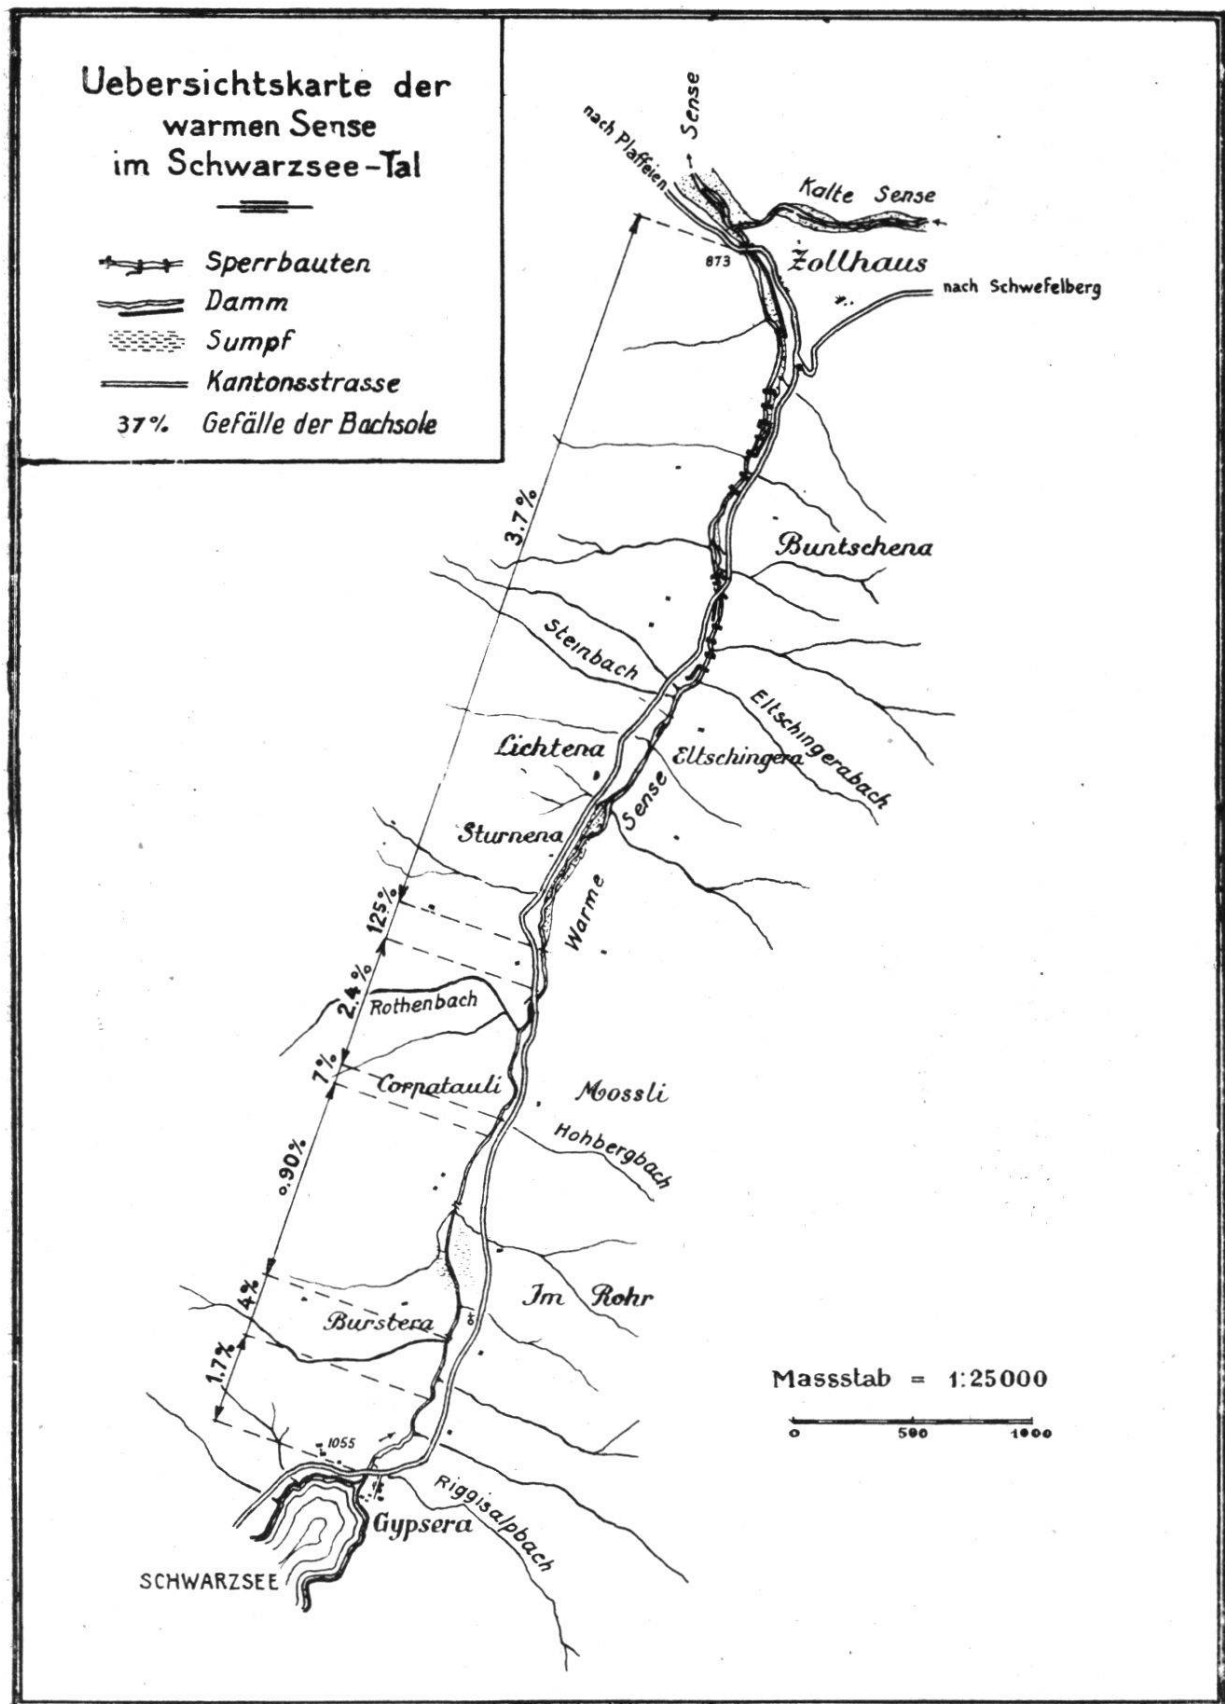 Uebersichtskarte der
warmen Sense
im Schwarzsee-Tal
Sperrbauten
Damm
Sumpf
Kantonsstrasse
37% Gefälle der Bachsole
Sense
nach Plaffeien
Kalte Sense
873
Zollhaus
nach Schwefelberg
3.7%
Buntschena
Steinbach
Eltschingerabach
Lichtena
Eltschingera
Sense
Sturnena
Warme
125%
2.4%
Rothenbach
7%
Corpatauli
Mossli
Hohbergbach
0.90%
4%
Im Rohr
Burstera
1.7%
Massstab = 1:25000
0 500 1000
1055
Riggisalpbach
Gypsera
SCHWARZSEE